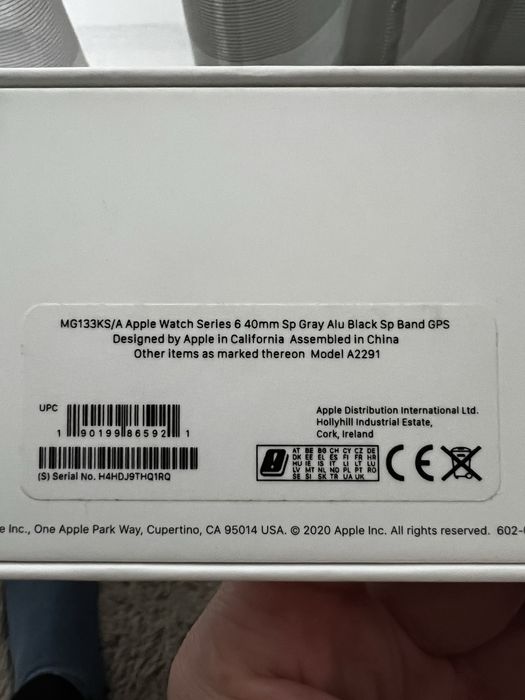 MG133KS/A Apple Watch Series 6 40mm Sp Gray Alu Black Sp Band GPS
Designed by Apple in California Assembled in China
Other items as marked thereon Model A2291
UPC
1 90199 86592 1
(S) Serial No. H4HDJ9THQ1RQ
Apple Distribution International Ltd.
Hollyhill Industrial Estate,
Cork, Ireland
AT BE BG CH CY CZ DE
DK EE EL ES FI FR HR
HU IE IS IT LI LT LU
LV MT NL NO PL PT RO
SE SI SK TR UA UK
CE
e Inc., One Apple Park Way, Cupertino, CA 95014 USA. © 2020 Apple Inc. All rights reserved. 602-